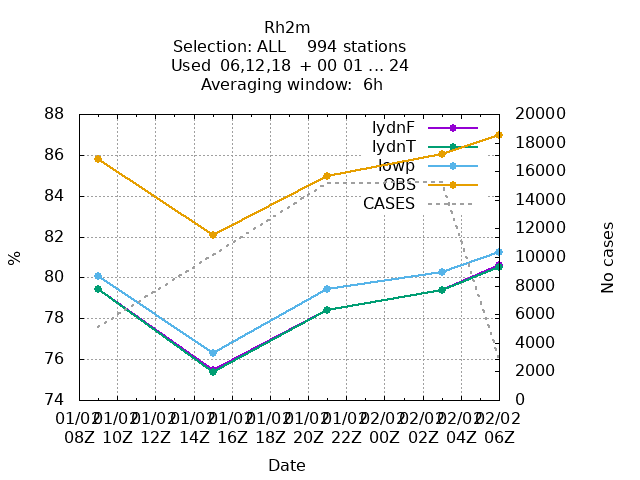 Rh2m
Selection: ALL    994 stations
Used  06,12,18  + 00 01 ... 24
Averaging window:  6h
88
86
84
82
80
78
76
74
%
20000
18000
16000
14000
12000
10000
8000
6000
4000
2000
0
No cases
lydnF
lydnT
lowp
OBS
CASES
01/02 01/02 01/02 01/02 01/02 01/02 01/02 01/02 02/02 02/02 02/02 02/02
08Z 10Z 12Z 14Z 16Z 18Z 20Z 22Z 00Z 02Z 04Z 06Z
Date